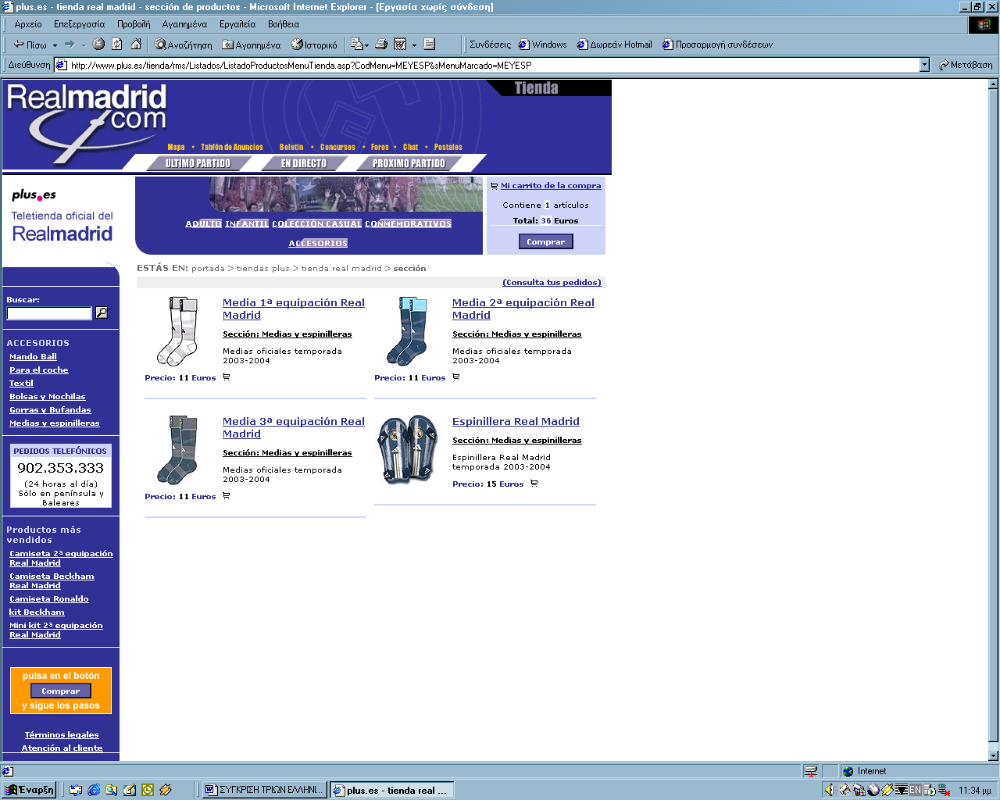 plus.es - tienda real madrid - sección de productos - Microsoft Internet Explorer - [Εργασία χωρίς σύνδεση]
Αρχείο Επεξεργασία Προβολή Αγαπημένα Εργαλεία Βοήθεια
Πίσω Αναζήτηση Αγαπημένα Ιστορικό Συνδέσεις Windows Δωρεάν Hotmail Προσαρμογή συνδέσεων
Διεύθυνση http://www.plus.es/tienda/rms/Listados/ListadoProductosMenuTienda.asp?CodMenu=MEYESP&sMenuMarcado=MEYESP Μετάβαση
Realmadrid
com
Tienda
Mapa • Tablón de Anuncios Boletín • Concursos • Foros • Chat • Postales
ULTIMO PARTIDO EN DIRECTO PROXIMO PARTIDO
plus.es
Teletienda oficial del
Realmadrid
ADULTO INFANTIL COLECCIÓN CASUAL CONMEMORATIVOS
ACCESORIOS
Mi carrito de la compra
Contiene 1 artículos
Total: 36 Euros
Comprar
ESTÁS EN: portada > tiendas plus > tienda real madrid > sección
(Consulta tus pedidos)
Buscar:
ACCESORIOS
Mando Ball
Para el coche
Textil
Bolsas y Mochilas
Gorras y Bufandas
Medias y espinilleras
PEDIDOS TELEFÓNICOS
902.353.333
(24 horas al día)
Sólo en península y
Baleares
Productos más
vendidos
Camiseta 2ª equipación
Real Madrid
Camiseta Beckham
Real Madrid
Camiseta Ronaldo
kit Beckham
Mini kit 2ª equipación
Real Madrid
pulsa en el botón
Comprar
y sigue los pasos
Términos legales
Atención al cliente
Media 1ª equipación Real
Madrid
Sección: Medias y espinilleras
Medias oficiales temporada
2003-2004
Precio: 11 Euros
Media 2ª equipación Real
Madrid
Sección: Medias y espinilleras
Medias oficiales temporada
2003-2004
Precio: 11 Euros
Media 3ª equipación Real
Madrid
Sección: Medias y espinilleras
Medias oficiales temporada
2003-2004
Precio: 11 Euros
Espinillera Real Madrid
Sección: Medias y espinilleras
Espinillera Real Madrid
temporada 2003-2004
Precio: 15 Euros
Internet
Έναρξη ΣΥΓΚΡΙΣΗ ΤΡΙΩΝ ΕΛΛΗΝΙ... plus.es - tienda real ... EN 11:34 μμ